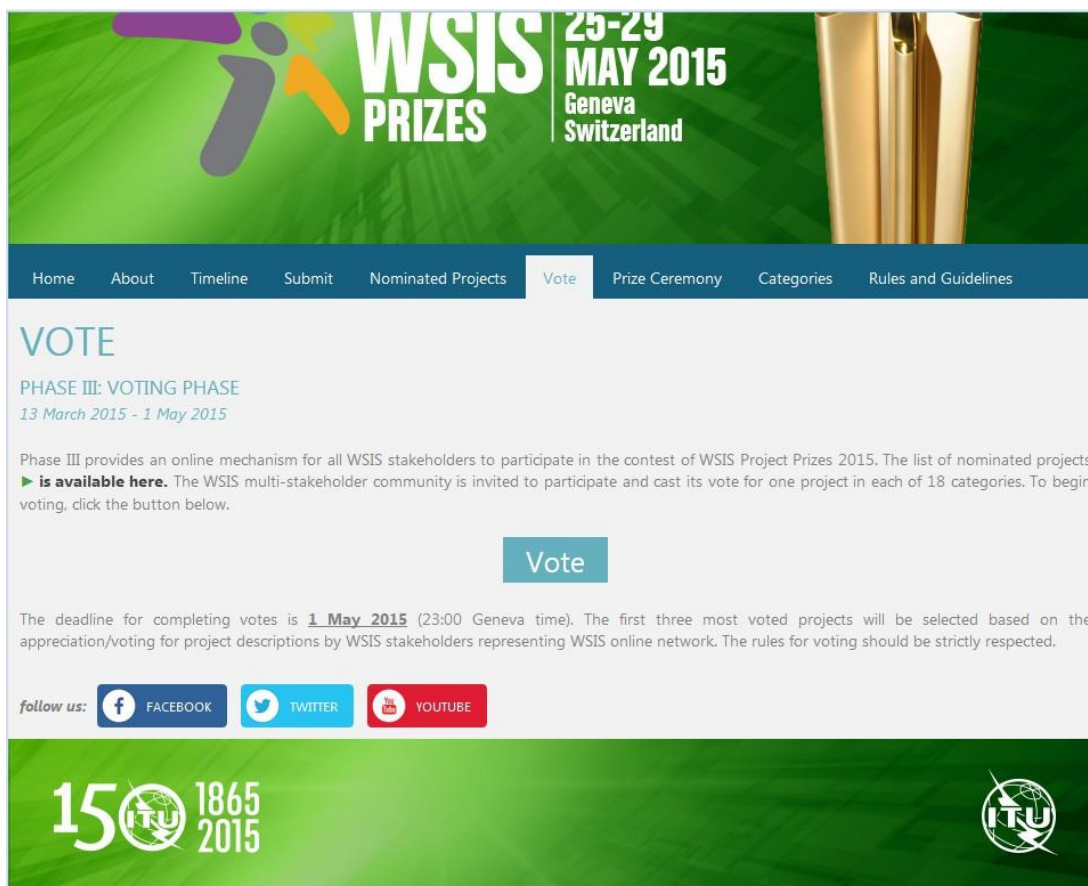 WSIS
PRIZES
25-29
MAY 2015
Geneva
Switzerland
Home About Timeline Submit Nominated Projects Vote Prize Ceremony Categories Rules and Guidelines
VOTE
PHASE III: VOTING PHASE
13 March 2015 - 1 May 2015
Phase III provides an online mechanism for all WSIS stakeholders to participate in the contest of WSIS Project Prizes 2015. The list of nominated projects
► is available here. The WSIS multi-stakeholder community is invited to participate and cast its vote for one project in each of 18 categories. To begin
voting, click the button below.
Vote
The deadline for completing votes is 1 May 2015 (23:00 Geneva time). The first three most voted projects will be selected based on the
appreciation/voting for project descriptions by WSIS stakeholders representing WSIS online network. The rules for voting should be strictly respected.
follow us: f FACEBOOK TWITTER You Tube YOUTUBE
150 ITU 1865
2015
ITU